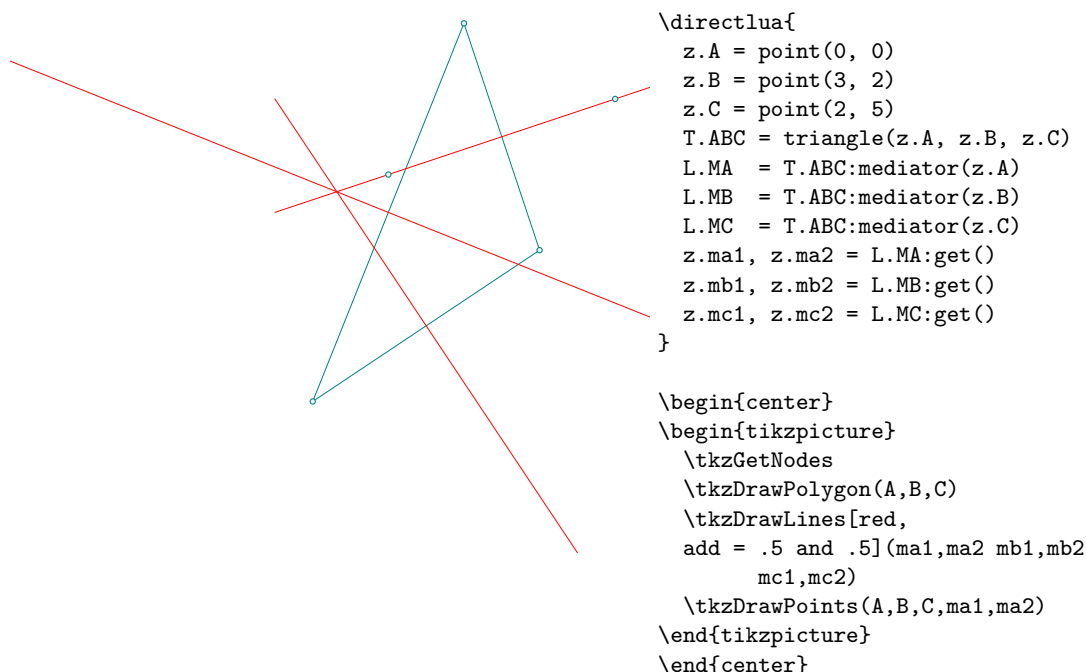 \directlua{
  z.A = point(0, 0)
  z.B = point(3, 2)
  z.C = point(2, 5)
  T.ABC = triangle(z.A, z.B, z.C)
  L.MA  = T.ABC:mediator(z.A)
  L.MB  = T.ABC:mediator(z.B)
  L.MC  = T.ABC:mediator(z.C)
  z.ma1, z.ma2 = L.MA:get()
  z.mb1, z.mb2 = L.MB:get()
  z.mc1, z.mc2 = L.MC:get()
}

\begin{center}
\begin{tikzpicture}
  \tkzGetNodes
  \tkzDrawPolygon(A,B,C)
  \tkzDrawLines[red,
  add = .5 and .5](ma1,ma2 mb1,mb2
        mc1,mc2)
  \tkzDrawPoints(A,B,C,ma1,ma2)
\end{tikzpicture}
\end{center}